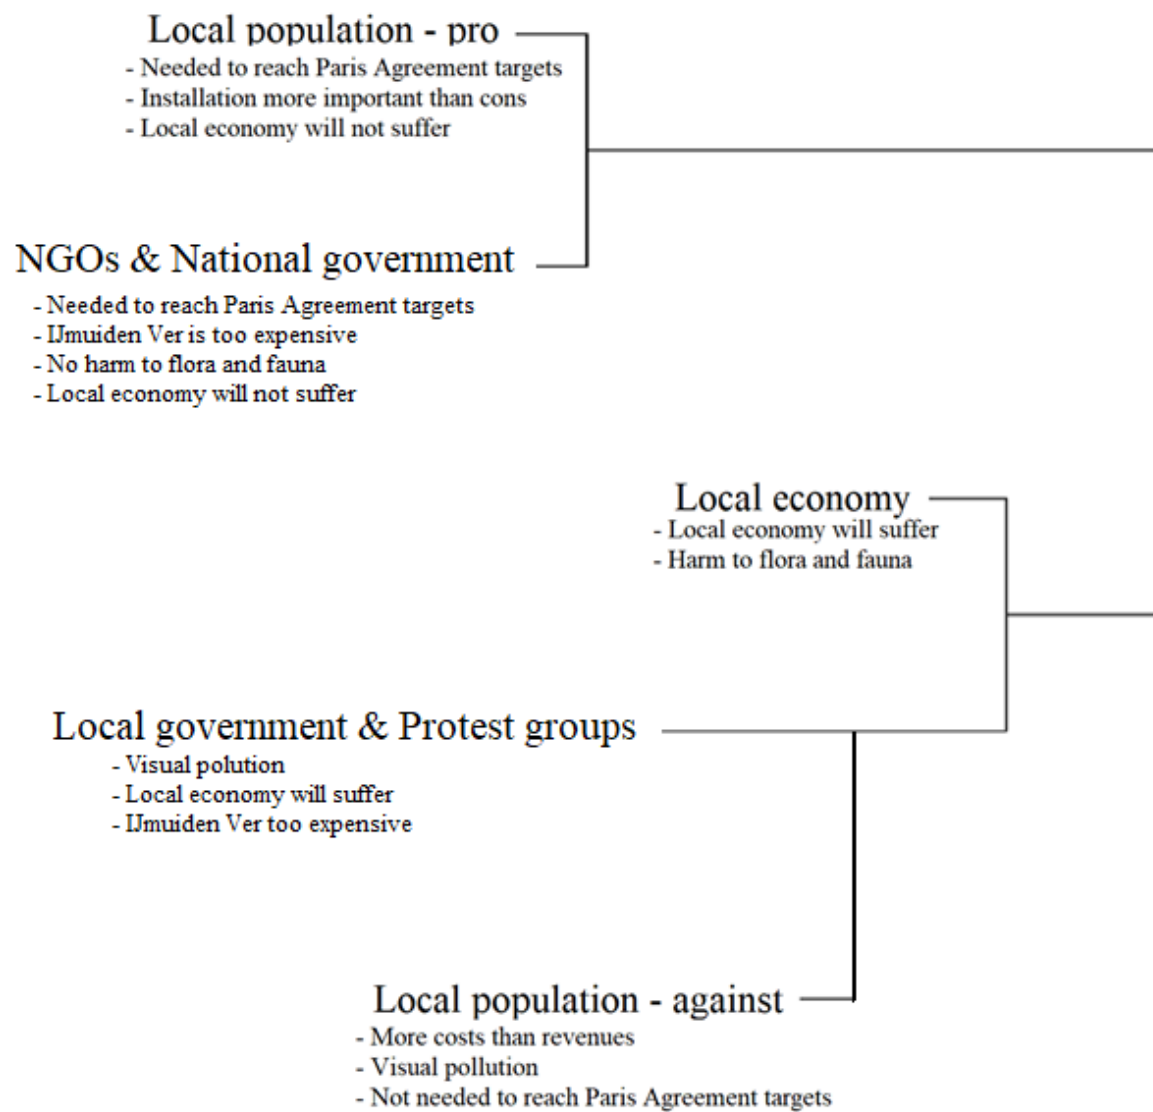 Local population - pro
- Needed to reach Paris Agreement targets
- Installation more important than cons
- Local economy will not suffer
NGOs & National government
- Needed to reach Paris Agreement targets
- IJmuiden Ver is too expensive
- No harm to flora and fauna
- Local economy will not suffer
Local economy
- Local economy will suffer
- Harm to flora and fauna
Local government & Protest groups
- Visual polution
- Local economy will suffer
- IJmuiden Ver too expensive
Local population - against
- More costs than revenues
- Visual pollution
- Not needed to reach Paris Agreement targets